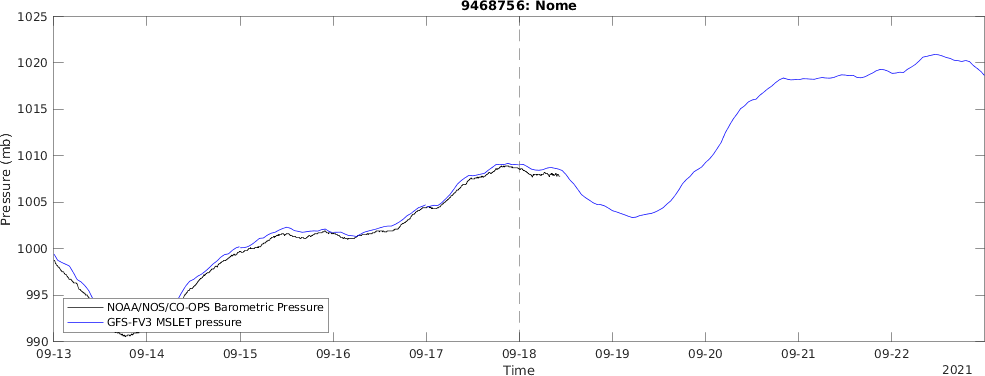 9468756: Nome
1025
1020
1015
1010
1005
1000
995
990
Pressure (mb)
NOAA/NOS/CO-OPS Barometric Pressure
GFS-FV3 MSLET pressure
09-13 09-14 09-15 09-16 09-17 09-18 09-19 09-20 09-21 09-22
Time
2021